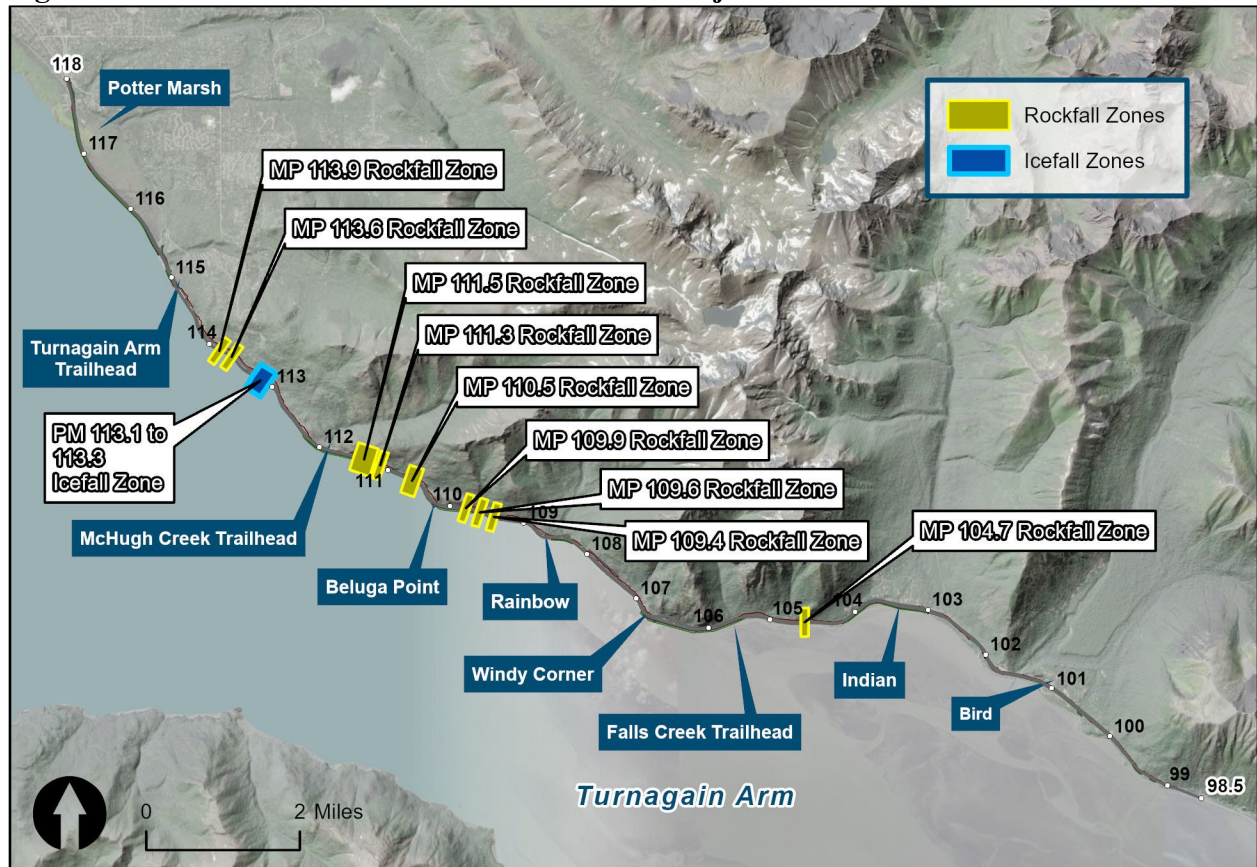 118
Potter Marsh
117
116
115
114
Turnagain Arm
Trailhead
MP 113.9 Rockfall Zone
MP 113.6 Rockfall Zone
MP 111.5 Rockfall Zone
MP 111.3 Rockfall Zone
MP 110.5 Rockfall Zone
MP 109.9 Rockfall Zone
MP 109.6 Rockfall Zone
MP 109.4 Rockfall Zone
MP 104.7 Rockfall Zone
Rockfall Zones
Icefall Zones
113
PM 113.1 to
113.3
Icefall Zone
112
McHugh Creek Trailhead
111
110
Beluga Point
109
Rainbow
108
107
Windy Corner
106
Falls Creek Trailhead
105
104
Indian
103
102
101
Bird
100
99
98.5
Turnagain Arm
0
2 Miles